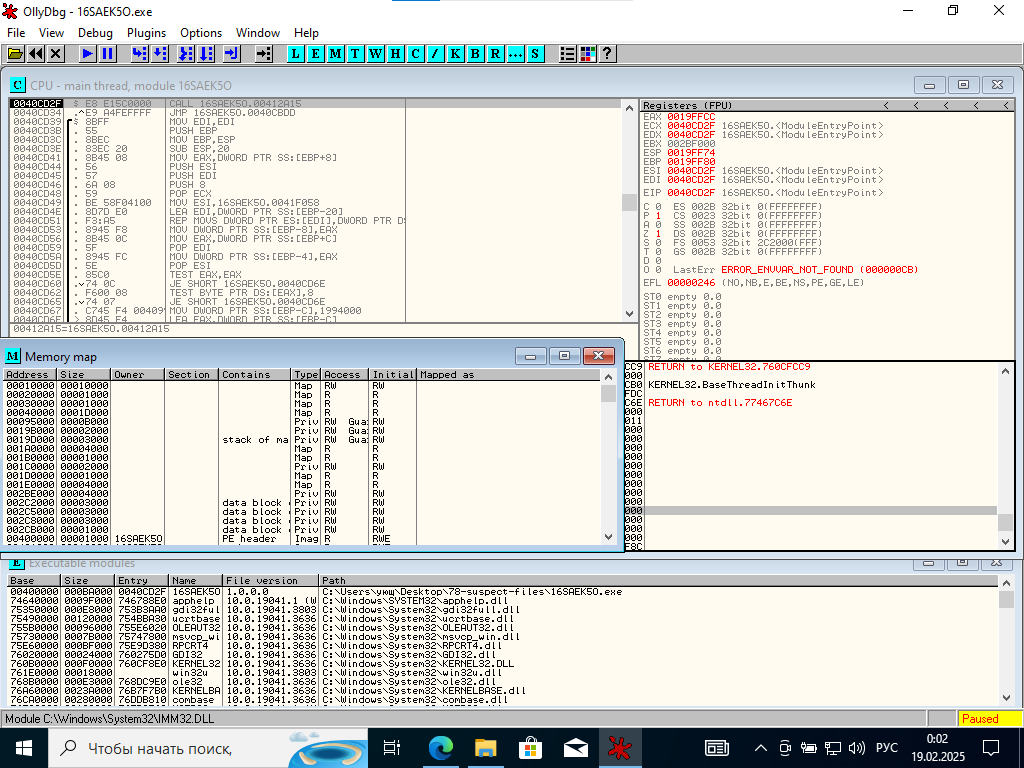 OllyDbg - 16SAEK5O.exe
File View Debug Plugins Options Window Help
L E M T W H C / K B R ... S ?
C CPU - main thread, module 16SAEK5O
0040CD2F $ E8 E15C0000 CALL 16SAEK5O.00412A15
0040CD34 .^E9 A4FEFFFF JMP 16SAEK5O.0040CBDD
0040CD39 $ 8BFF MOV EDI,EDI
0040CD3B . 55 PUSH EBP
0040CD3C . 8BEC MOV EBP,ESP
0040CD3E . 83EC 20 SUB ESP,20
0040CD41 . 8B45 08 MOV EAX,DWORD PTR SS:[EBP+8]
0040CD44 . 56 PUSH ESI
0040CD45 . 57 PUSH EDI
0040CD46 . 6A 08 PUSH 8
0040CD48 . 59 POP ECX
0040CD49 . BE 58F04100 MOV ESI,16SAEK5O.0041F058
0040CD4E . 8D7D E0 LEA EDI,DWORD PTR SS:[EBP-20]
0040CD51 . F3:A5 REP MOVS DWORD PTR ES:[EDI],DWORD PTR D
0040CD53 . 8945 F8 MOV DWORD PTR SS:[EBP-8],EAX
0040CD56 . 8B45 0C MOV EAX,DWORD PTR SS:[EBP+C]
0040CD59 . 5F POP EDI
0040CD5A . 8945 FC MOV DWORD PTR SS:[EBP-4],EAX
0040CD5D . 5E POP ESI
0040CD5E . 85C0 TEST EAX,EAX
0040CD60 . 74 0C JE SHORT 16SAEK5O.0040CD6E
0040CD62 . F600 08 TEST BYTE PTR DS:[EAX],8
0040CD65 . 74 07 JE SHORT 16SAEK5O.0040CD6E
0040CD67 . C745 F4 00409 MOV DWORD PTR SS:[EBP-C],1994000
0040CD6E > 8D45 F4 LEA EAX,DWORD PTR SS:[EBP-C]
00412A15=16SAEK5O.00412A15
Registers (FPU) < < < < <
EAX 0019FFCC
ECX 0040CD2F 16SAEK5O.<ModuleEntryPoint>
EDX 0040CD2F 16SAEK5O.<ModuleEntryPoint>
EBX 002BF000
ESP 0019FF74
EBP 0019FF80
ESI 0040CD2F 16SAEK5O.<ModuleEntryPoint>
EDI 0040CD2F 16SAEK5O.<ModuleEntryPoint>
EIP 0040CD2F 16SAEK5O.<ModuleEntryPoint>
C 0 ES 002B 32bit 0(FFFFFFFF)
P 1 CS 0023 32bit 0(FFFFFFFF)
A 0 SS 002B 32bit 0(FFFFFFFF)
Z 1 DS 002B 32bit 0(FFFFFFFF)
S 0 FS 0053 32bit 2C2000(FFF)
T 0 GS 002B 32bit 0(FFFFFFFF)
D 0
O 0 LastErr ERROR_ENVVAR_NOT_FOUND (000000CB)
EFL 00000246 (NO,NB,E,BE,NS,PE,GE,LE)
ST0 empty 0.0
ST1 empty 0.0
ST2 empty 0.0
ST3 empty 0.0
ST4 empty 0.0
ST5 empty 0.0
ST6 empty 0.0
ST7 empty 0.0
M Memory map
Address Size Owner Section Contains Type Access Initial Mapped as
00010000 00010000 Map RW RW
00020000 00001000 Map R R
00030000 00001000 Map R R
00040000 0001D000 Map R R
00095000 0000B000 Priv RW Gua RW
0019B000 00002000 Priv RW Gua RW
0019D000 00003000 stack of ma Priv RW Gua RW
001A0000 00004000 Map R R
001B0000 00001000 Map R R
001C0000 00002000 Priv RW RW
001D0000 00001000 Map R R
001E0000 00001000 Map R R
002BE000 00004000 Priv RW RW
002C2000 00003000 data block Priv RW RW
002C5000 00003000 data block Priv RW RW
002C8000 00003000 data block Priv RW RW
002CB000 00001000 data block Priv RW RW
00400000 00001000 16SAEK5O PE header Imag R RWE
FCC9 RETURN to KERNEL32.760CFCC9
KERNEL32.BaseThreadInitThunk
7C6E RETURN to ntdll.77467C6E
E Executable modules
Base Size Entry Name File version Path
00400000 000BA000 0040CD2F 16SAEK5O 1.0.0.0 C:\Users\ункщ\Desktop\78-suspect-files\16SAEK5O.exe
74640000 0009F000 746788E0 apphelp 10.0.19041.1 (W C:\Windows\SYSTEM32\apphelp.dll
75350000 000E8000 753B3AA0 gdi32ful 10.0.19041.3803 C:\Windows\System32\gdi32full.dll
75490000 00120000 754BBA30 ucrtbase 10.0.19041.3636 C:\Windows\System32\ucrtbase.dll
755B0000 00096000 755E6020 OLEAUT32 10.0.19041.3636 C:\Windows\System32\OLEAUT32.dll
75730000 0007B000 75747800 msvcp_wi 10.0.19041.3636 C:\Windows\System32\msvcp_win.dll
75E60000 000BF000 75E9D380 RPCRT4 10.0.19041.3636 C:\Windows\System32\RPCRT4.dll
76020000 00024000 760275D0 GDI32 10.0.19041.3636 C:\Windows\System32\GDI32.dll
760B0000 000F0000 760CF8E0 KERNEL32 10.0.19041.3636 C:\Windows\System32\KERNEL32.DLL
761E0000 00018000 win32u 10.0.19041.3803 C:\Windows\System32\win32u.dll
768B0000 000E3000 768DC9E0 ole32 10.0.19041.3636 C:\Windows\System32\ole32.dll
76A60000 0023A000 76B7F7B0 KERNELBA 10.0.19041.3636 C:\Windows\System32\KERNELBASE.dll
76CA0000 00280000 76DDB810 combase 10.0.19041.3636 C:\Windows\System32\combase.dll
Module C:\Windows\System32\IMM32.DLL Paused
Чтобы начать поиск,
РУС
0:02
19.02.2025